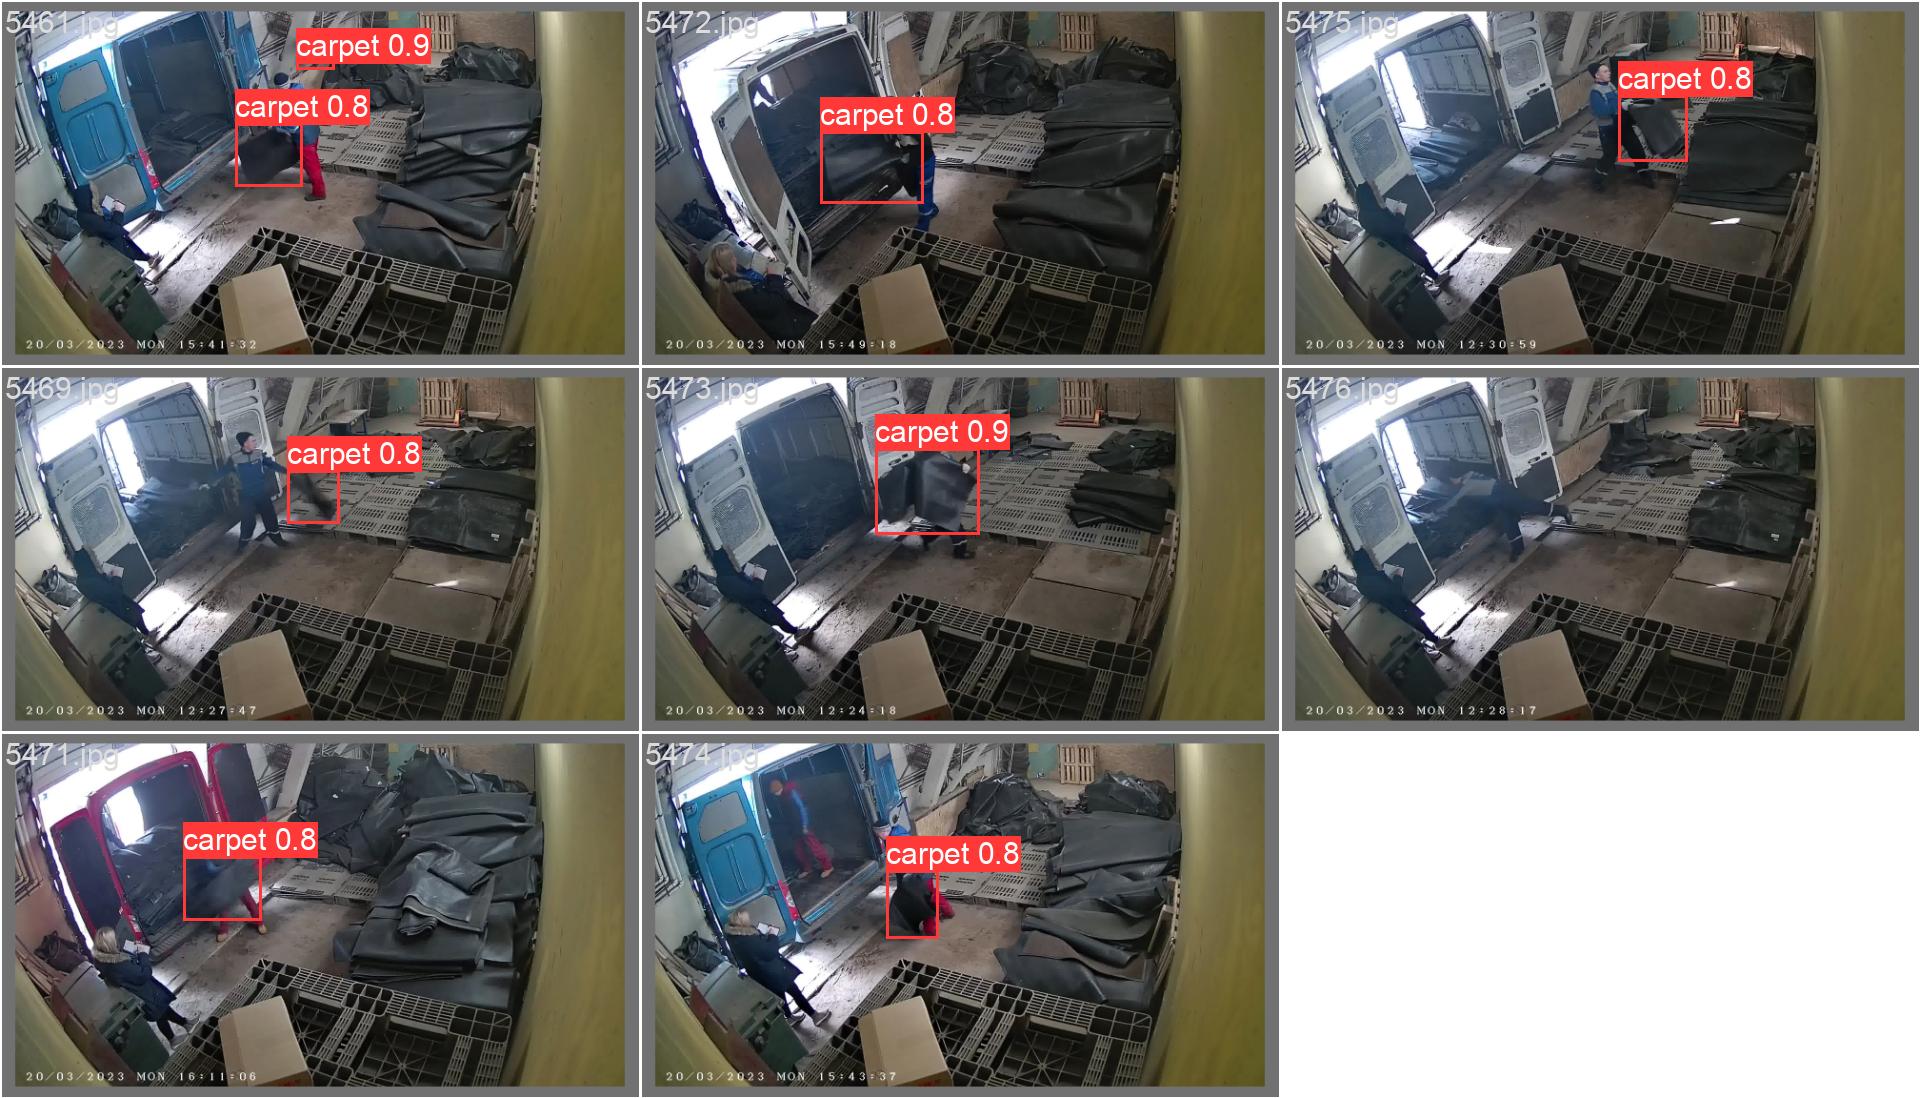 5461.jpg
carpet 0.9
carpet 0.8
20/03/2023 MON 15:41:32
5472.jpg
carpet 0.8
20/03/2023 MON 15:49:18
5475.jpg
carpet 0.8
20/03/2023 MON 12:30:59
5469.jpg
carpet 0.8
20/03/2023 MON 12:27:47
5473.jpg
carpet 0.9
20/03/2023 MON 12:24:18
5476.jpg
20/03/2023 MON 12:28:17
5471.jpg
carpet 0.8
20/03/2023 MON 16:11:06
5474.jpg
carpet 0.8
20/03/2023 MON 15:43:37